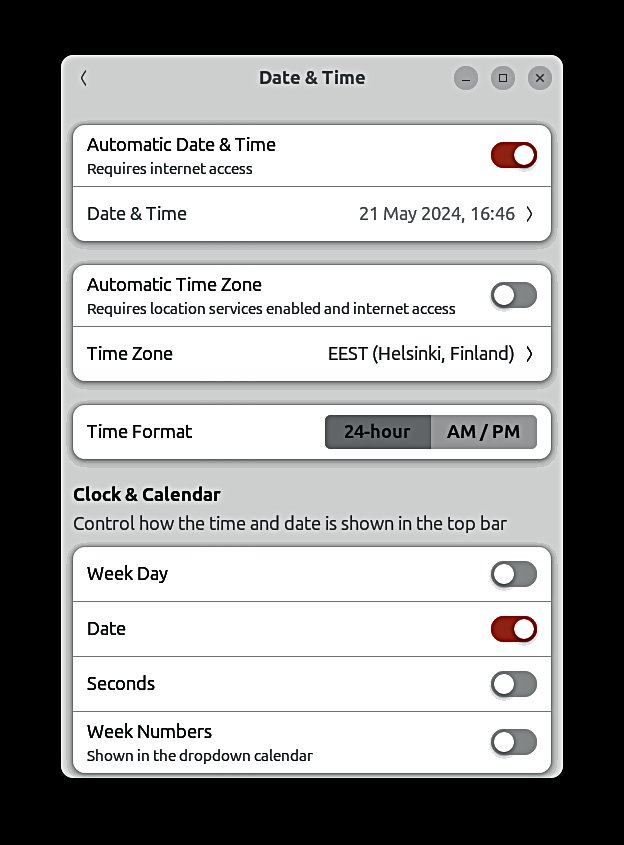 Date & Time
Automatic Date & Time
Requires internet access
Date & Time 21 May 2024, 16:46
Automatic Time Zone
Requires location services enabled and internet access
Time Zone EEST (Helsinki, Finland)
Time Format 24-hour AM / PM
Clock & Calendar
Control how the time and date is shown in the top bar
Week Day
Date
Seconds
Week Numbers
Shown in the dropdown calendar